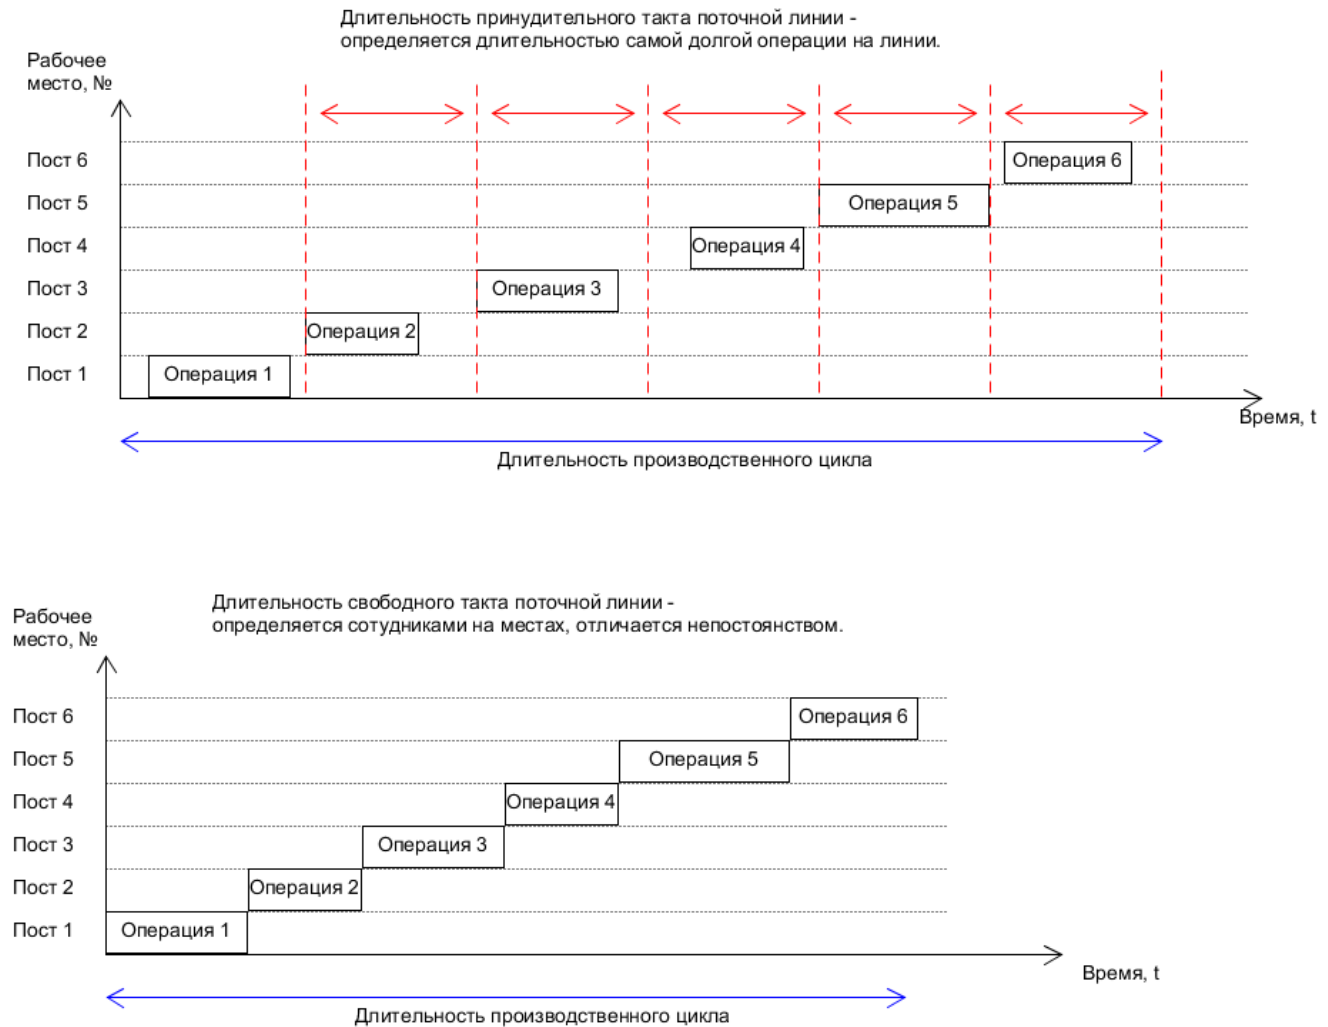 Длительность принудительного такта поточной линии -
определяется длительностью самой долгой операции на линии.
Рабочее
место, №
Пост 6
Операция 6
Пост 5
Операция 5
Пост 4
Операция 4
Пост 3
Операция 3
Пост 2
Операция 2
Пост 1
Операция 1
Время, t
Длительность производственного цикла
Длительность свободного такта поточной линии -
определяется сотудниками на местах, отличается непостоянством.
Рабочее
место, №
Пост 6
Операция 6
Пост 5
Операция 5
Пост 4
Операция 4
Пост 3
Операция 3
Пост 2
Операция 2
Пост 1
Операция 1
Время, t
Длительность производственного цикла